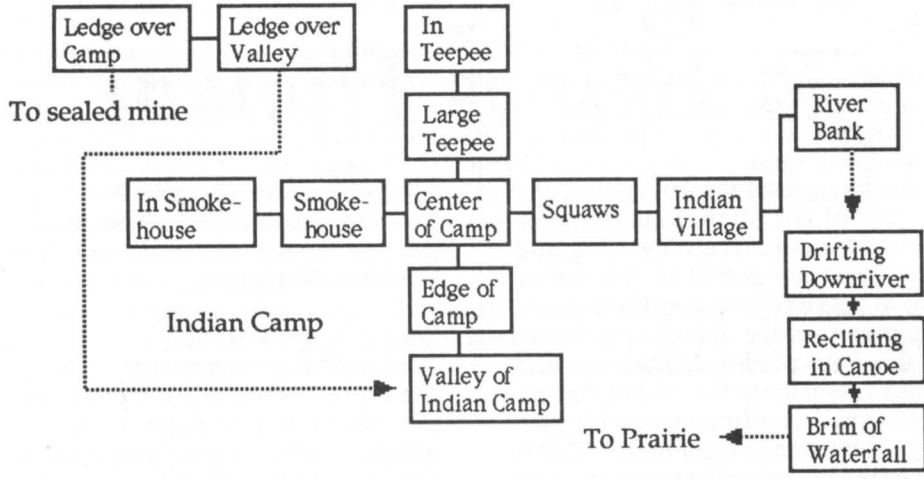 Ledge over
Camp
Ledge over
Valley
In
Teepee
To sealed mine
Large
Teepee
River
Bank
In Smoke-
house
Smoke-
house
Center
of Camp
Squaws
Indian
Village
Drifting
Downriver
Edge of
Camp
Indian Camp
Reclining
in Canoe
Valley of
Indian Camp
To Prairie
Brim of
Waterfall